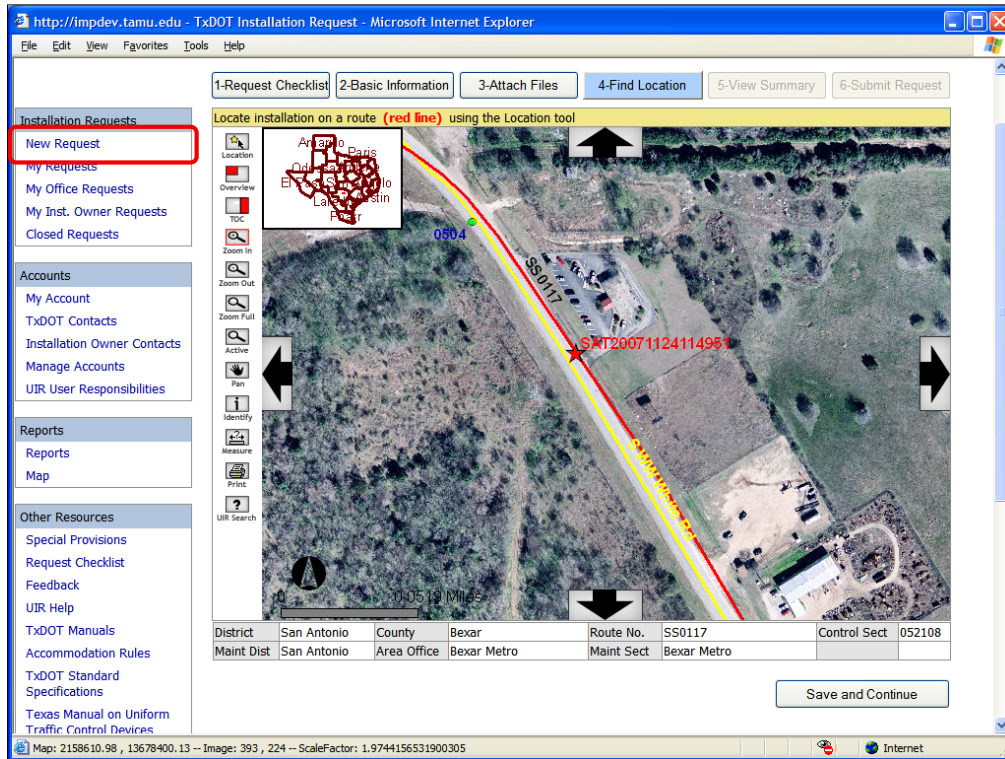 http://impdev.tamu.edu - TxDOT Installation Request - Microsoft Internet Explorer
File Edit View Favorites Tools Help
1-Request Checklist 2-Basic Information 3-Attach Files 4-Find Location 5-View Summary 6-Submit Request
Installation Requests
New Request
My Requests
My Office Requests
My Inst. Owner Requests
Closed Requests
Accounts
My Account
TxDOT Contacts
Installation Owner Contacts
Manage Accounts
UIR User Responsibilities
Reports
Reports
Map
Other Resources
Special Provisions
Request Checklist
Feedback
UIR Help
TxDOT Manuals
Accommodation Rules
TxDOT Standard
Specifications
Texas Manual on Uniform
Traffic Control Devices
Locate installation on a route (red line) using the Location tool
Location
Overview
TOC
Zoom In
Zoom Out
Zoom Full
Active
Pan
Identify
Measure
Print
UIR Search
Paris
0504
SS0117
SAT20071124114951
S WW White Rd
0 0.0519 Miles
District San Antonio County Bexar Route No. SS0117 Control Sect 052108
Maint Dist San Antonio Area Office Bexar Metro Maint Sect Bexar Metro
Save and Continue
Map: 2158610.98 , 13678400.13 -- Image: 393 , 224 -- ScaleFactor: 1.9744156531900305
Internet